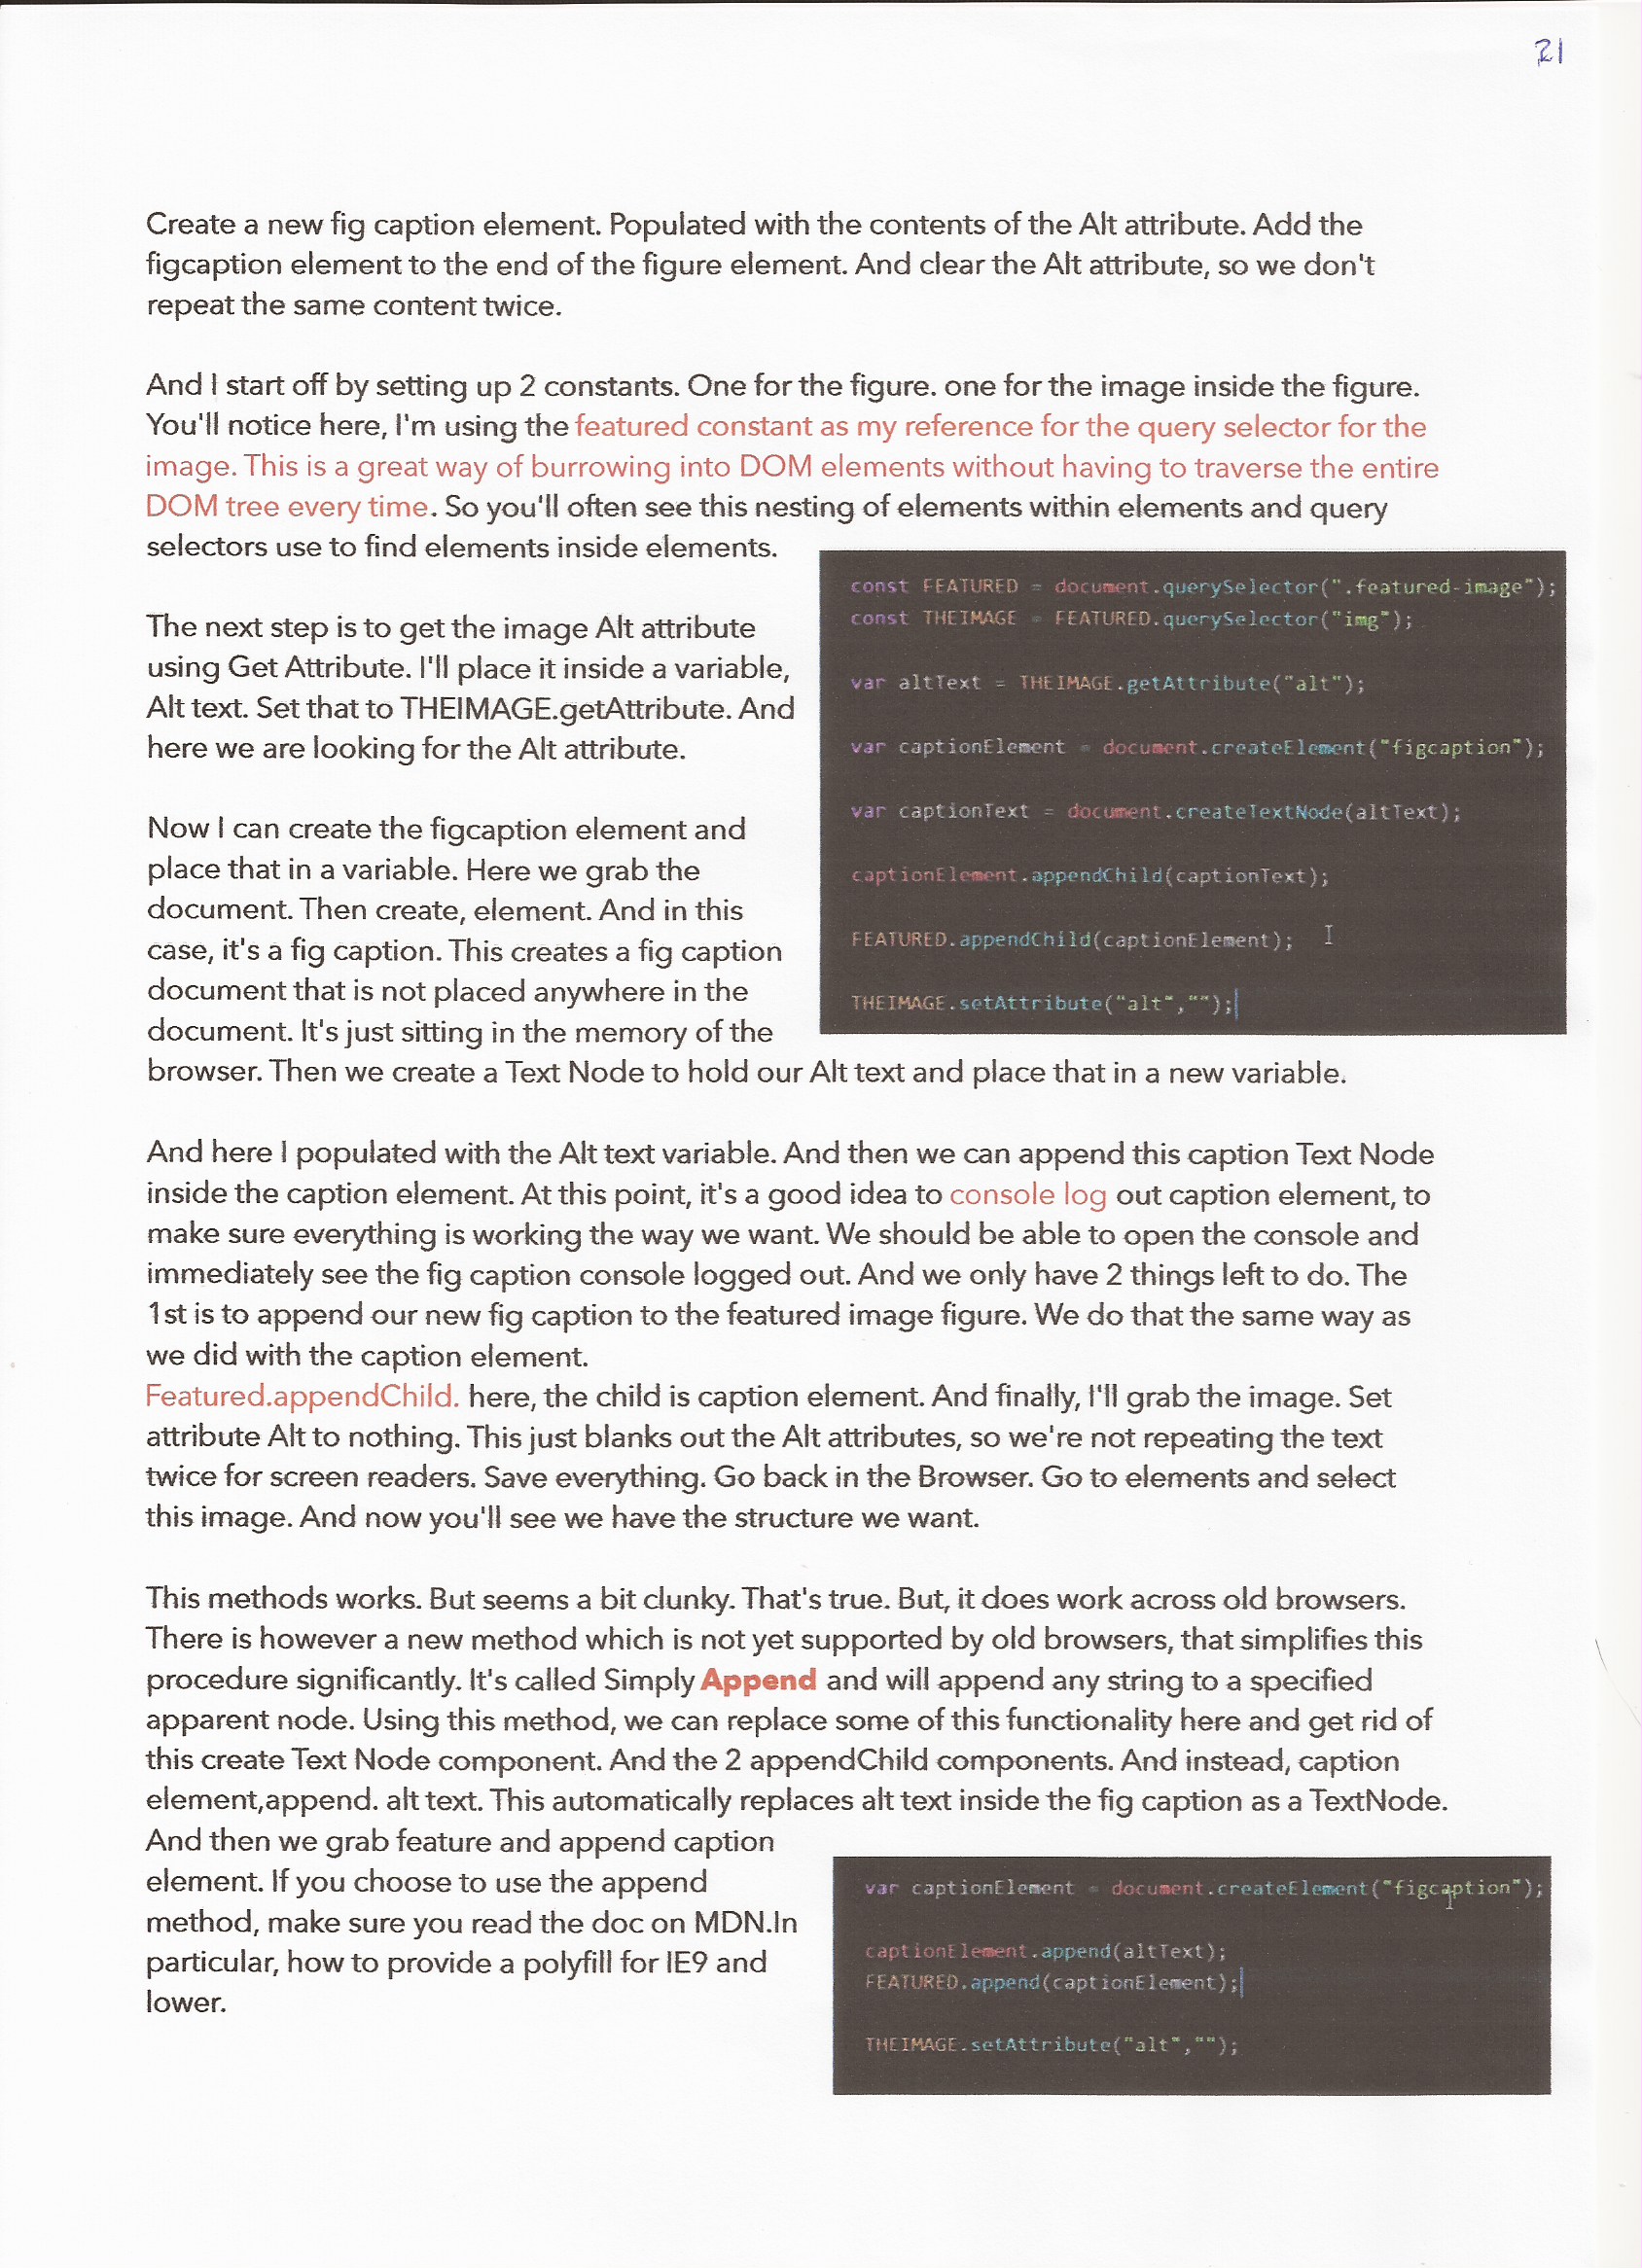 21
Create a new fig caption element. Populated with the contents of the Alt attribute. Add the
figcaption element to the end of the figure element. And clear the Alt attribute, so we don't
repeat the same content twice.
And I start off by setting up 2 constants. One for the figure. one for the image inside the figure.
You'll notice here, I'm using the featured constant as my reference for the query selector for the
image. This is a great way of burrowing into DOM elements without having to traverse the entire
DOM tree every time. So you'll often see this nesting of elements within elements and query
selectors use to find elements inside elements.
The next step is to get the image Alt attribute
using Get Attribute. I'll place it inside a variable,
Alt text. Set that to THEIMAGE.getAttribute. And
here we are looking for the Alt attribute.
Now I can create the figcaption element and
place that in a variable. Here we grab the
document. Then create, element. And in this
case, it's a fig caption. This creates a fig caption
document that is not placed anywhere in the
document. It's just sitting in the memory of the
browser. Then we create a Text Node to hold our Alt text and place that in a new variable.
const FEATURED = document.querySelector(".featured-image");
const THEIMAGE = FEATURED.querySelector("img");
var altText = THEIMAGE.getAttribute("alt");
var captionElement = document.createElement("figcaption");
var captionText = document.createTextNode(altText);
captionElement.appendChild(captionText);
FEATURED.appendChild(captionElement);
THEIMAGE.setAttribute("alt","");
And here I populated with the Alt text variable. And then we can append this caption Text Node
inside the caption element. At this point, it's a good idea to console log out caption element, to
make sure everything is working the way we want. We should be able to open the console and
immediately see the fig caption console logged out. And we only have 2 things left to do. The
1st is to append our new fig caption to the featured image figure. We do that the same way as
we did with the caption element.
Featured.appendChild. here, the child is caption element. And finally, I'll grab the image. Set
attribute Alt to nothing. This just blanks out the Alt attributes, so we're not repeating the text
twice for screen readers. Save everything. Go back in the Browser. Go to elements and select
this image. And now you'll see we have the structure we want.
This methods works. But seems a bit clunky. That's true. But, it does work across old browsers.
There is however a new method which is not yet supported by old browsers, that simplifies this
procedure significantly. It's called Simply Append and will append any string to a specified
apparent node. Using this method, we can replace some of this functionality here and get rid of
this create Text Node component. And the 2 appendChild components. And instead, caption
element,append. alt text. This automatically replaces alt text inside the fig caption as a TextNode.
And then we grab feature and append caption
element. If you choose to use the append
method, make sure you read the doc on MDN.In
particular, how to provide a polyfill for IE9 and
lower.
var captionElement = document.createElement("figcaption");
captionElement.append(altText);
FEATURED.append(captionElement);
THEIMAGE.setAttribute("alt","");